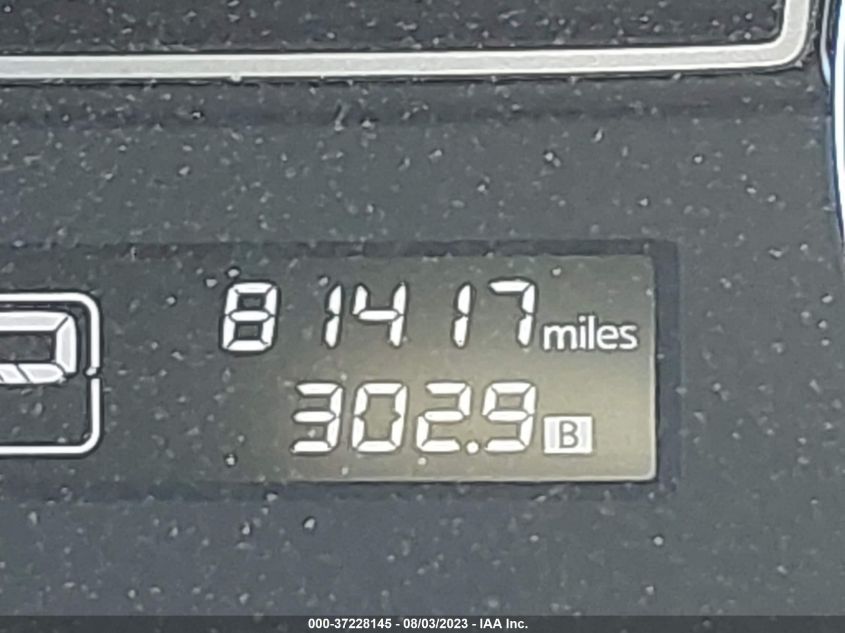 81417 miles
302.9 B
000-37228145 - 08/03/2023 - IAA Inc.